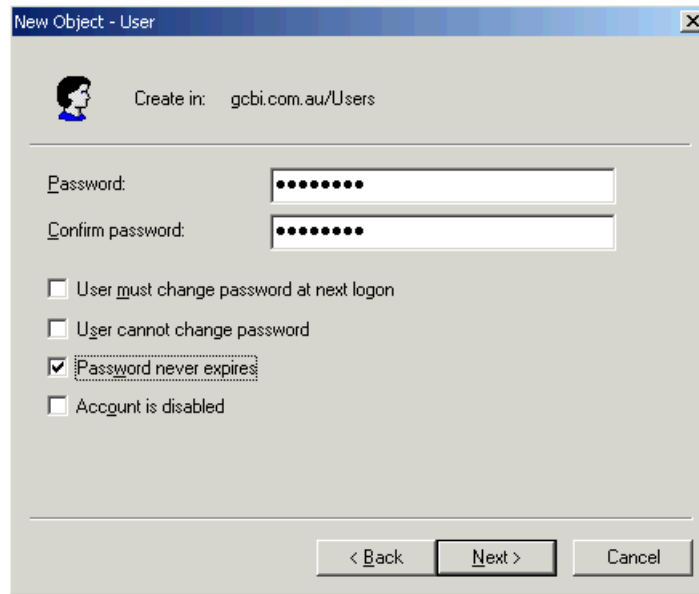 New Object - User
Create in: gcbi.com.au/Users
Password: ••••••••
Confirm password: ••••••••
User must change password at next logon
User cannot change password
Password never expires
Account is disabled
< Back Next > Cancel